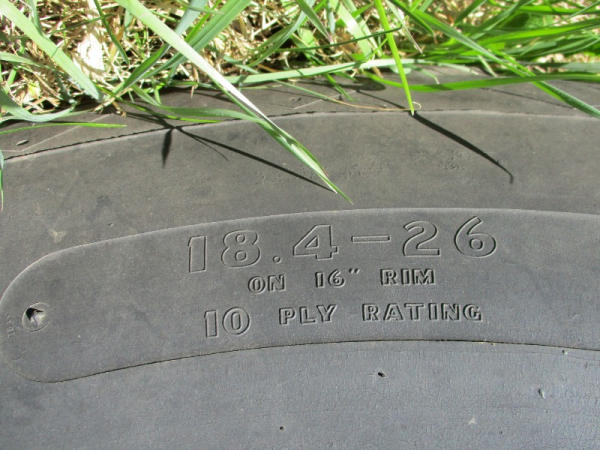 18.4-26
ON 16" RIM
10 PLY RATING